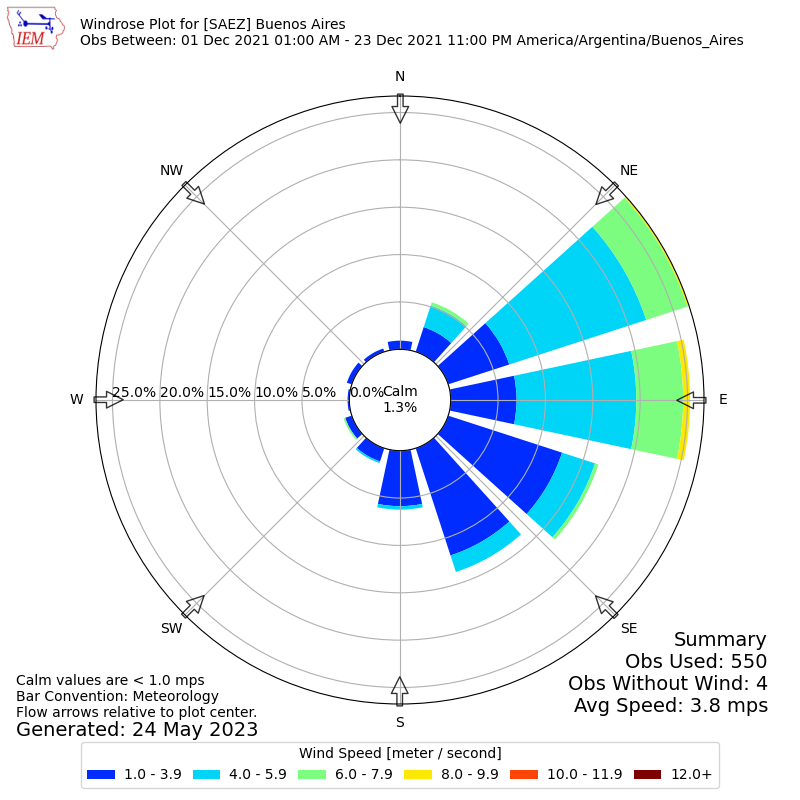 IEM
Windrose Plot for [SAEZ] Buenos Aires
Obs Between: 01 Dec 2021 01:00 AM - 23 Dec 2021 11:00 PM America/Argentina/Buenos_Aires
N
NW
NE
W
25.0%
20.0%
15.0%
10.0%
5.0%
0.0%
Calm
1.3%
E
SW
SE
S
Summary
Obs Used: 550
Obs Without Wind: 4
Avg Speed: 3.8 mps
Calm values are < 1.0 mps
Bar Convention: Meteorology
Flow arrows relative to plot center.
Generated: 24 May 2023
Wind Speed [meter / second]
1.0 - 3.9
4.0 - 5.9
6.0 - 7.9
8.0 - 9.9
10.0 - 11.9
12.0+